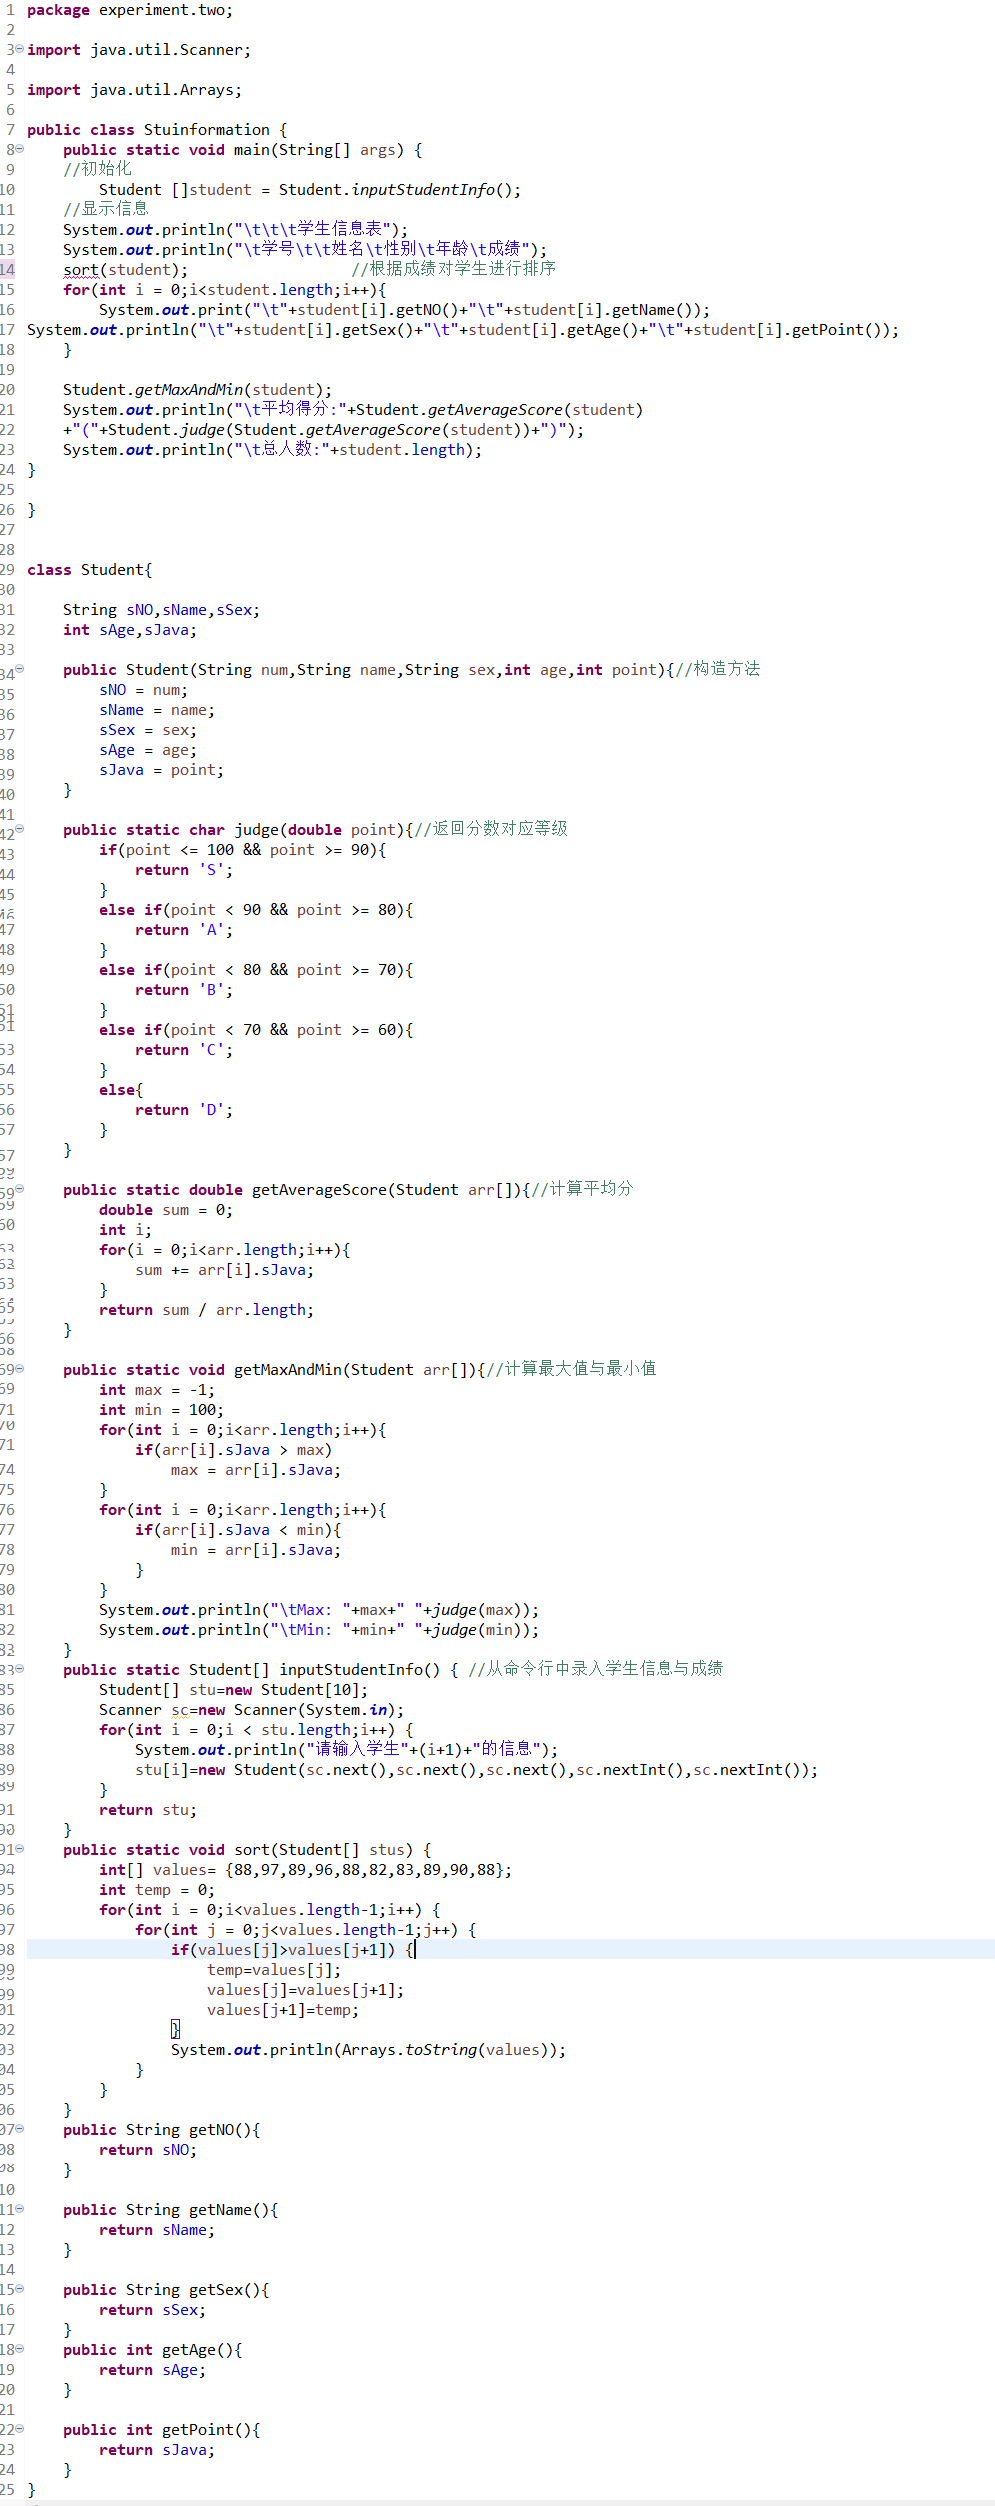 1 package experiment.two;
2
3 import java.util.Scanner;
4
5 import java.util.Arrays;
6
7 public class Stuinformation {
8 public static void main(String[] args) {
9 //初始化
10 Student []student = Student.inputStudentInfo();
11 //显示信息
12 System.out.println("\t\t\t学生信息表");
13 System.out.println("\t学号\t\t姓名\t性别\t年龄\t成绩");
14 sort(student); //根据成绩对学生进行排序
15 for(int i = 0;i<student.length;i++){
16 System.out.print("\t"+student[i].getNO()+"\t"+student[i].getName());
17 System.out.println("\t"+student[i].getSex()+"\t"+student[i].getAge()+"\t"+student[i].getPoint());
18 }
19
20 Student.getMaxAndMin(student);
21 System.out.println("\t平均得分:"+Student.getAverageScore(student)
22 +"("+Student.judge(Student.getAverageScore(student))+")");
23 System.out.println("\t总人数:"+student.length);
24 }
25
26 }
27
28
29 class Student{
30
31 String sNO,sName,sSex;
32 int sAge,sJava;
33
34 public Student(String num,String name,String sex,int age,int point){//构造方法
35 sNO = num;
36 sName = name;
37 sSex = sex;
38 sAge = age;
39 sJava = point;
40 }
41
42 public static char judge(double point){//返回分数对应等级
43 if(point <= 100 && point >= 90){
44 return 'S';
45 }
46 else if(point < 90 && point >= 80){
47 return 'A';
48 }
49 else if(point < 80 && point >= 70){
50 return 'B';
51 }
51 else if(point < 70 && point >= 60){
53 return 'C';
54 }
55 else{
56 return 'D';
57 }
57 }

59 public static double getAverageScore(Student arr[]){//计算平均分
59 double sum = 0;
60 int i;
63 for(i = 0;i<arr.length;i++){
62 sum += arr[i].sJava;
63 }
65 return sum / arr.length;
66 }
68
69 public static void getMaxAndMin(Student arr[]){//计算最大值与最小值
69 int max = -1;
71 int min = 100;
70 for(int i = 0;i<arr.length;i++){
71 if(arr[i].sJava > max)
74 max = arr[i].sJava;
75 }
76 for(int i = 0;i<arr.length;i++){
77 if(arr[i].sJava < min){
78 min = arr[i].sJava;
79 }
80 }
81 System.out.println("\tMax: "+max+" "+judge(max));
82 System.out.println("\tMin: "+min+" "+judge(min));
82 }
83 public static Student[] inputStudentInfo() { //从命令行中录入学生信息与成绩
85 Student[] stu=new Student[10];
86 Scanner sc=new Scanner(System.in);
87 for(int i = 0;i < stu.length;i++) {
88 System.out.println("请输入学生"+(i+1)+"的信息");
89 stu[i]=new Student(sc.next(),sc.next(),sc.next(),sc.nextInt(),sc.nextInt());
89 }
91 return stu;
90 }
91 public static void sort(Student[] stus) {
94 int[] values= {88,97,89,96,88,82,83,89,90,88};
95 int temp = 0;
96 for(int i = 0;i<values.length-1;i++) {
97 for(int j = 0;j<values.length-1;j++) {
98 if(values[j]>values[j+1]) {
99 temp=values[j];
99 values[j]=values[j+1];
01 values[j+1]=temp;
02 }
03 System.out.println(Arrays.toString(values));
04 }
05 }
06 }
07 public String getNO(){
08 return sNO;
08 }
10
11 public String getName(){
12 return sName;
13 }
14
15 public String getSex(){
16 return sSex;
17 }
18 public int getAge(){
19 return sAge;
20 }
21
22 public int getPoint(){
23 return sJava;
24 }
25 }